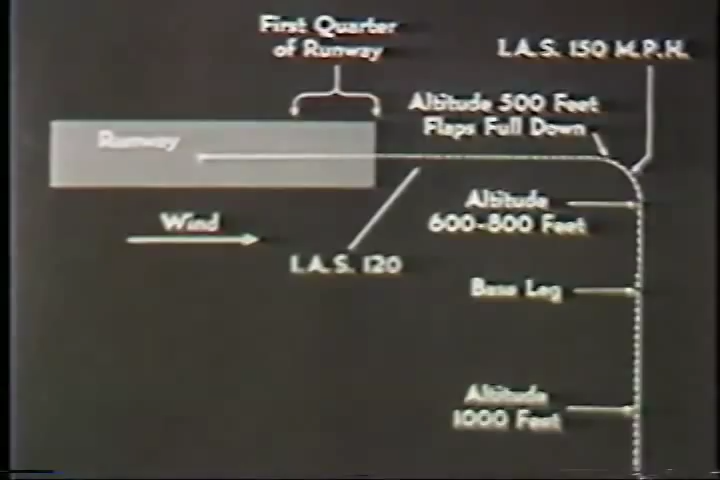 First Quarter
of Runway
I.A.S. 150 M.P.H.
Altitude 500 Feet
Flaps Full Down
Runway
Altitude
600-800 Feet
Wind
I.A.S. 120
Base Leg
Altitude
1000 Feet